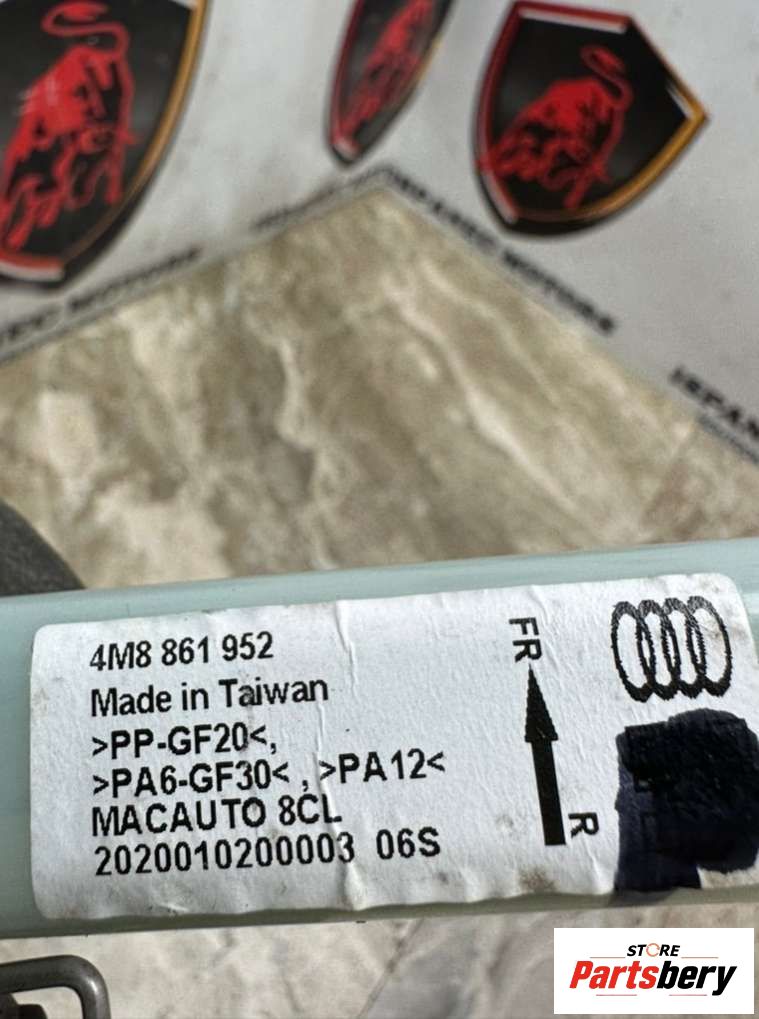 4M8 861 952
Made in Taiwan
>PP-GF20<,
>PA6-GF30< , >PA12<
MACAUTO 8CL
2020010200003 06S
FR
R
STORE
Partsbery